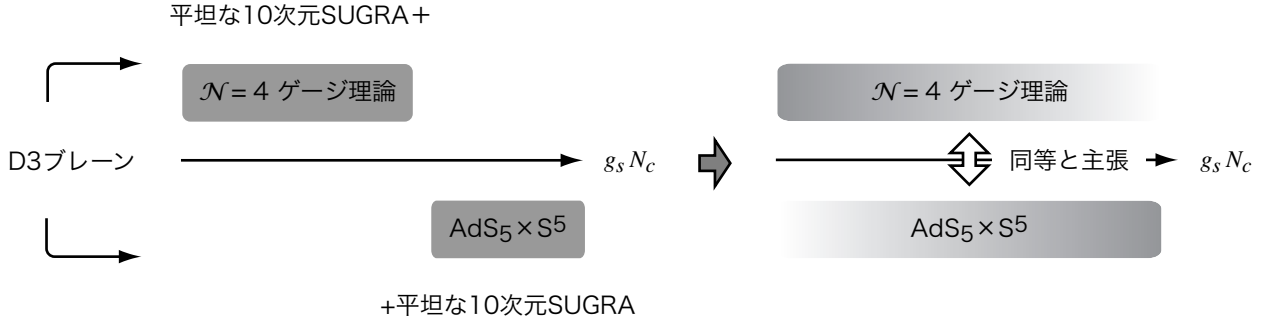 平坦な10次元SUGRA＋
𝒩 = 4 ゲージ理論
𝒩 = 4 ゲージ理論
D3ブレーン
g_s N_c
同等と主張
g_s N_c
AdS₅×S⁵
AdS₅×S⁵
+平坦な10次元SUGRA